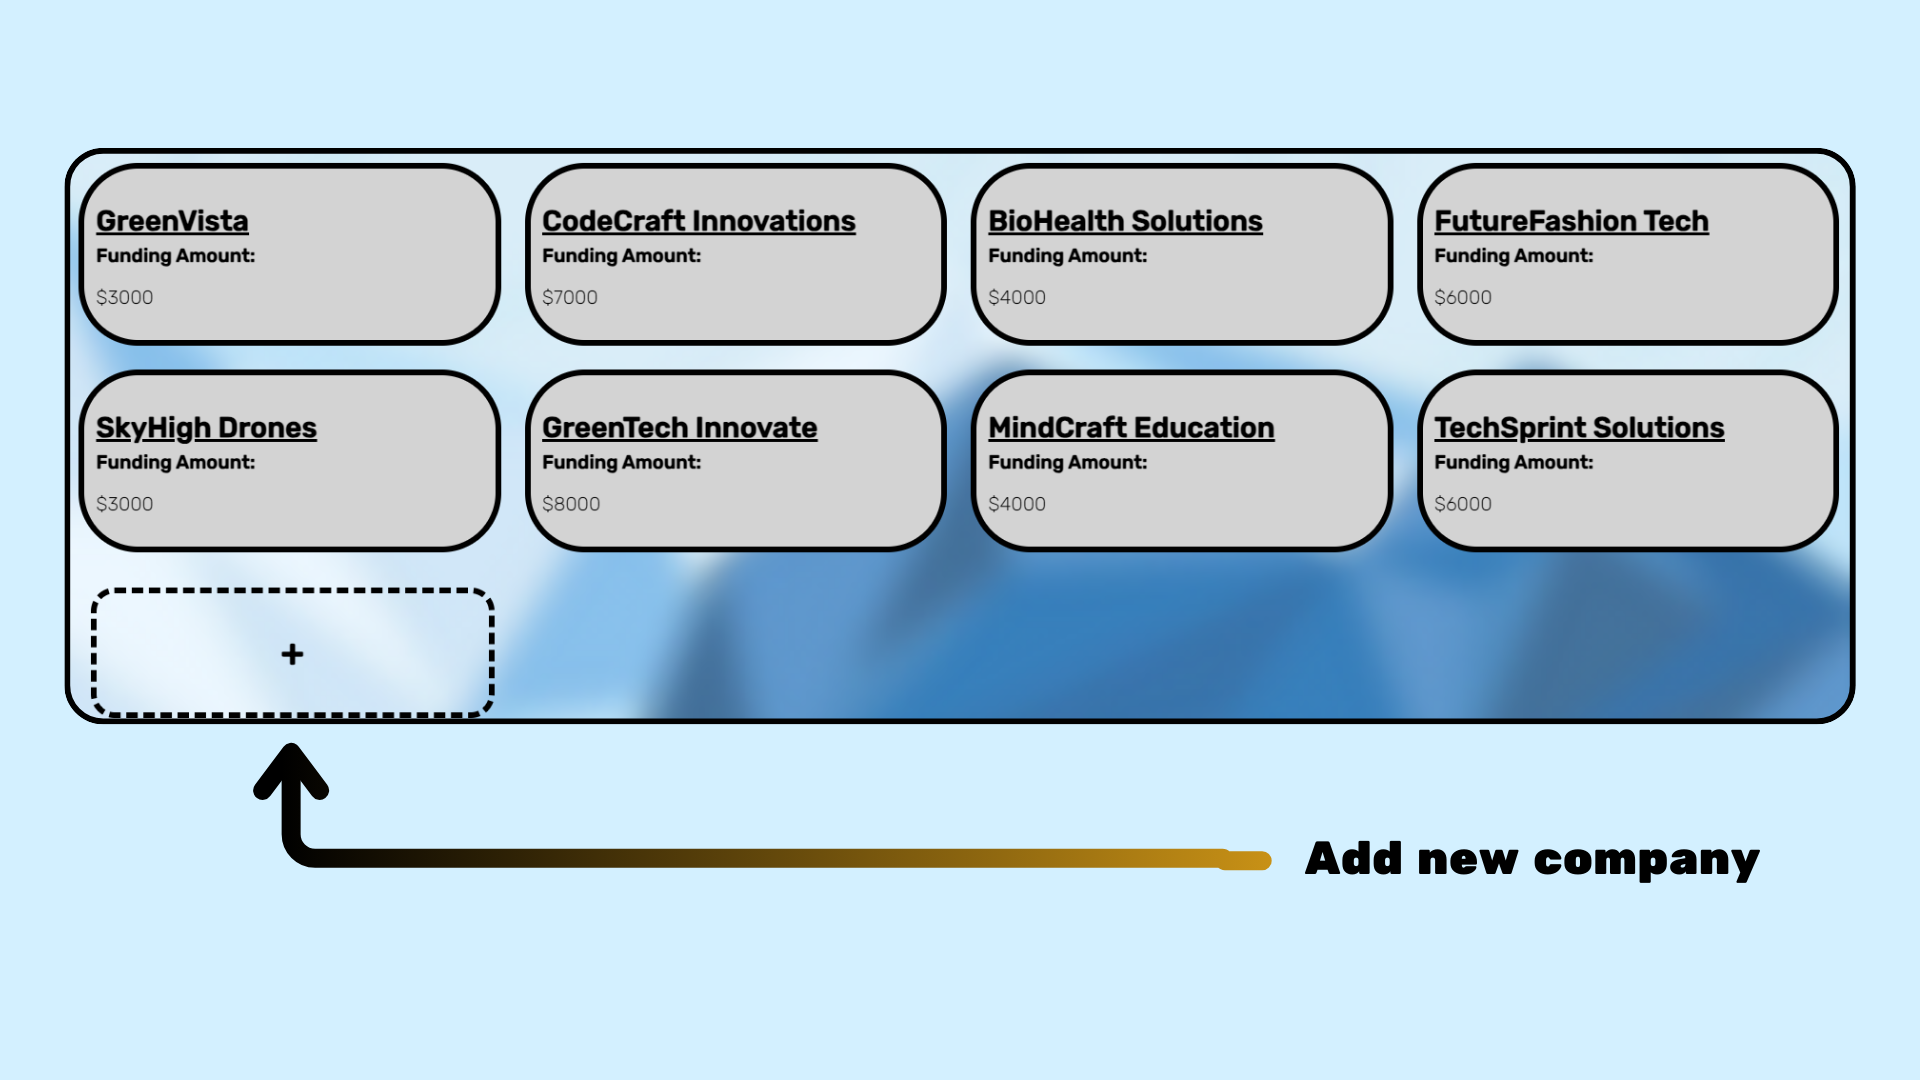 GreenVista
Funding Amount:
$3000
CodeCraft Innovations
Funding Amount:
$7000
BioHealth Solutions
Funding Amount:
$4000
FutureFashion Tech
Funding Amount:
$6000
SkyHigh Drones
Funding Amount:
$3000
GreenTech Innovate
Funding Amount:
$8000
MindCraft Education
Funding Amount:
$4000
TechSprint Solutions
Funding Amount:
$6000
+
Add new company